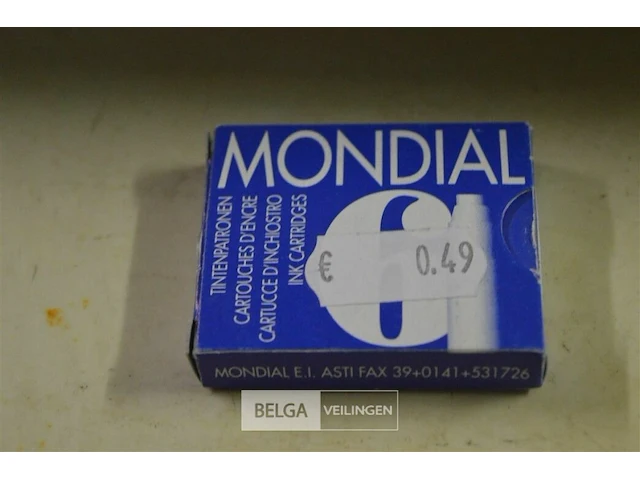 MONDIAL
TINTENPATRONEN
CARTOUCHES D'ENCRE
CARTUCCE D'INCHIOSTRO
INK CARTRIDGES
6
€ 0.49
MONDIAL E.I. ASTI FAX 39+0141+531726
BELGA VEILINGEN